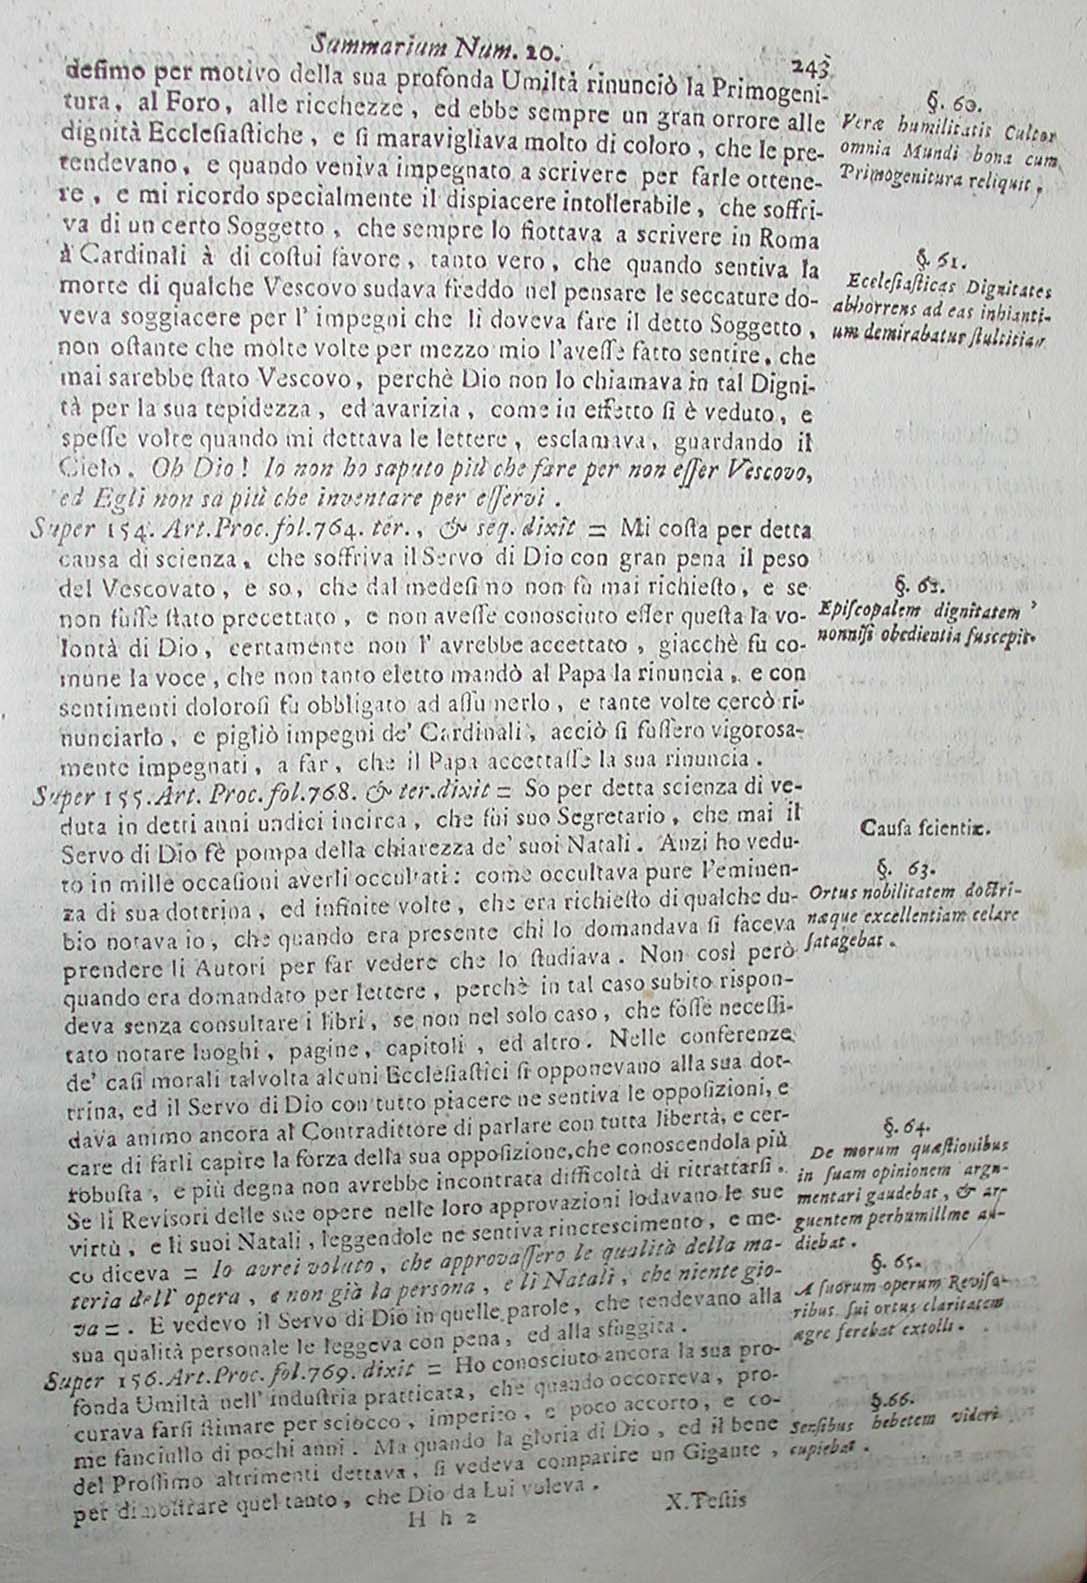 Summarium Num. 20.
243
desimo per motivo della sua profonda Umiltà rinunciò la Primogeni-
tura, al Foro, alle ricchezze, ed ebbe sempre un gran orrore alle
dignità Ecclesiaſtiche, e ſi maravigliava molto di coloro, che le pre-
tendevano, e quando veniva impegnato a scrivere per farle ottene-
re, e mi ricordo specialmente il dispiacere intollerabile, che soffri-
va di un certo Soggetto, che sempre lo fiottava a scrivere in Roma
à Cardinali à di coſtui favore, tanto vero, che quando sentiva la
morte di qualche Vescovo sudava freddo nel pensare le seccature do-
veva soggiacere per l' impegni che li doveva fare il detto Soggetto,
non oſtante che molte volte per mezzo mio l'aveſſe fatto sentire, che
mai sarebbe ſtato Vescovo, perchè Dio non lo chiamava in tal Digni-
tà per la sua tepidezza, ed avarizia, come in effetto ſi è veduto, e
speſſe volte quando mi dettava le lettere, esclamava, guardando il
Cielo. Oh Dio! Io non ho saputo più che fare per non eſſer Vescovo,
ed Egli non sa più che inventare per eſſervi.
Super 154. Art. Proc. fol. 764. ter., & seq. dixit = Mi coſta per detta
causa di scienza, che soffriva il Servo di Dio con gran pena il peso
del Vescovato, e so, che dal medeſimo non fù mai richieſto, e se
non fuſſe ſtato precettato, e non aveſſe conosciuto eſſer queſta la vo-
lontà di Dio, certamente non l' avrebbe accettato, giacchè fu co-
mune la voce, che non tanto eletto mandò al Papa la rinuncia, e con
sentimenti doloroſi fu obbligato ad aſſumerlo, e tante volte cercò ri-
nunciarlo, e pigliò impegni de' Cardinali, acciò ſi fuſſero vigorosa-
mente impegnati, a far, che il Papa accettaſſe la sua rinuncia.
Super 155. Art. Proc. fol. 768. & ter. dixit = So per detta scienza di ve-
duta in detti anni undici incirca, che fui suo Segretario, che mai il
Servo di Dio fè pompa della chiarezza de' suoi Natali. Anzi ho vedu-
to in mille occaſioni averli occultati: come occultava pure l'eminen-
za di sua dottrina, ed infinite volte, che era richieſto di qualche du-
bio notava io, che quando era presente chi lo domandava ſi faceva
prendere li Autori per far vedere che lo ſtudiava. Non così però
quando era domandato per lettere, perchè in tal caso subito rispon-
deva senza consultare i libri, se non nel solo caso, che foſſe neceſſi-
tato notare luoghi, pagine, capitoli, ed altro. Nelle conferenze
de' caſi morali talvolta alcuni Eccleſiaſtici ſi opponevano alla sua dot-
trina, ed il Servo di Dio con tutto piacere ne sentiva le oppoſizioni, e
dava animo ancora al Contradittore di parlare con tutta libertà, e cer-
care di farli capire la forza della sua oppoſizione, che conoscendola più
robuſta, e più degna non avrebbe incontrata difficoltà di ritrattarſi.
Se li Revisori delle sue opere nelle loro approvazioni lodavano le sue
virtù, e li suoi Natali, leggendole ne sentiva rincrescimento, e me-
co diceva = Io avrei voluto, che approvaſſero le qualità della ma-
teria dell' opera, e non già la persona, e li Natali, che niente gio-
va =. E vedevo il Servo di Dio in quelle parole, che tendevano alla
sua qualità personale le leggeva con pena, ed alla sfuggita.
Super 156. Art. Proc. fol. 769. dixit = Ho conosciuto ancora la sua pro-
fonda Umiltà nell' induſtria pratticata, che quando occorreva, pro-
curava farſi ſtimare per sciocco, imperito, e poco accorto, e co-
me fanciullo di pochi anni. Ma quando la gloria di Dio, ed il bene
del Proſſimo altrimenti dettava, ſi vedeva comparire un Gigante,
per dimoſtrare quel tanto, che Dio da Lui voleva.
H h 2
X. Teſtis
§. 60.
Veræ humilitatis Cultor
omnia Mundi bona cum
Primogenitura reliquit,
§. 61.
Eccleſiaſticas Dignitates
abhorrens ad eas inhianti-
um demirabatur ſtultitiam
§. 62.
Epiſcopalem dignitatem
nonniſi obedientia ſuscepit.
Cauſa ſcientiæ.
§. 63.
Ortus nobilitatem doctri-
næque excellentiam celare
ſatagebat.
§. 64.
De morum quæſtionibus
in ſuam opinionem argu-
mentari gaudebat, & ar-
guentem perhumillme au-
diebat.
§. 65.
A ſuorum operum Reviſo-
ribus ſui ortus claritatem
ægre ferebat extolli.
§. 66.
Senſibus hebetem videri
cupiebat.